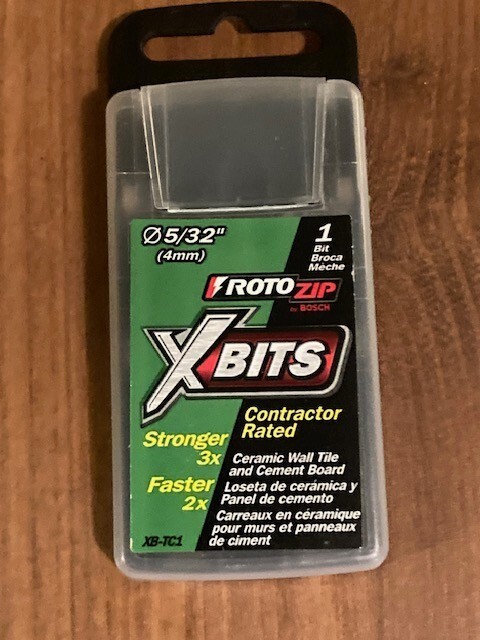 Ø5/32"
(4mm)
1
Bit
Broca
Mèche
ROTOZIP
by BOSCH
XBITS
Contractor
Rated
Stronger
3x
Faster
2x
Ceramic Wall Tile
and Cement Board
Loseta de cerámica y
Panel de cemento
Carreaux en céramique
pour murs et panneaux
de ciment
XB-TC1